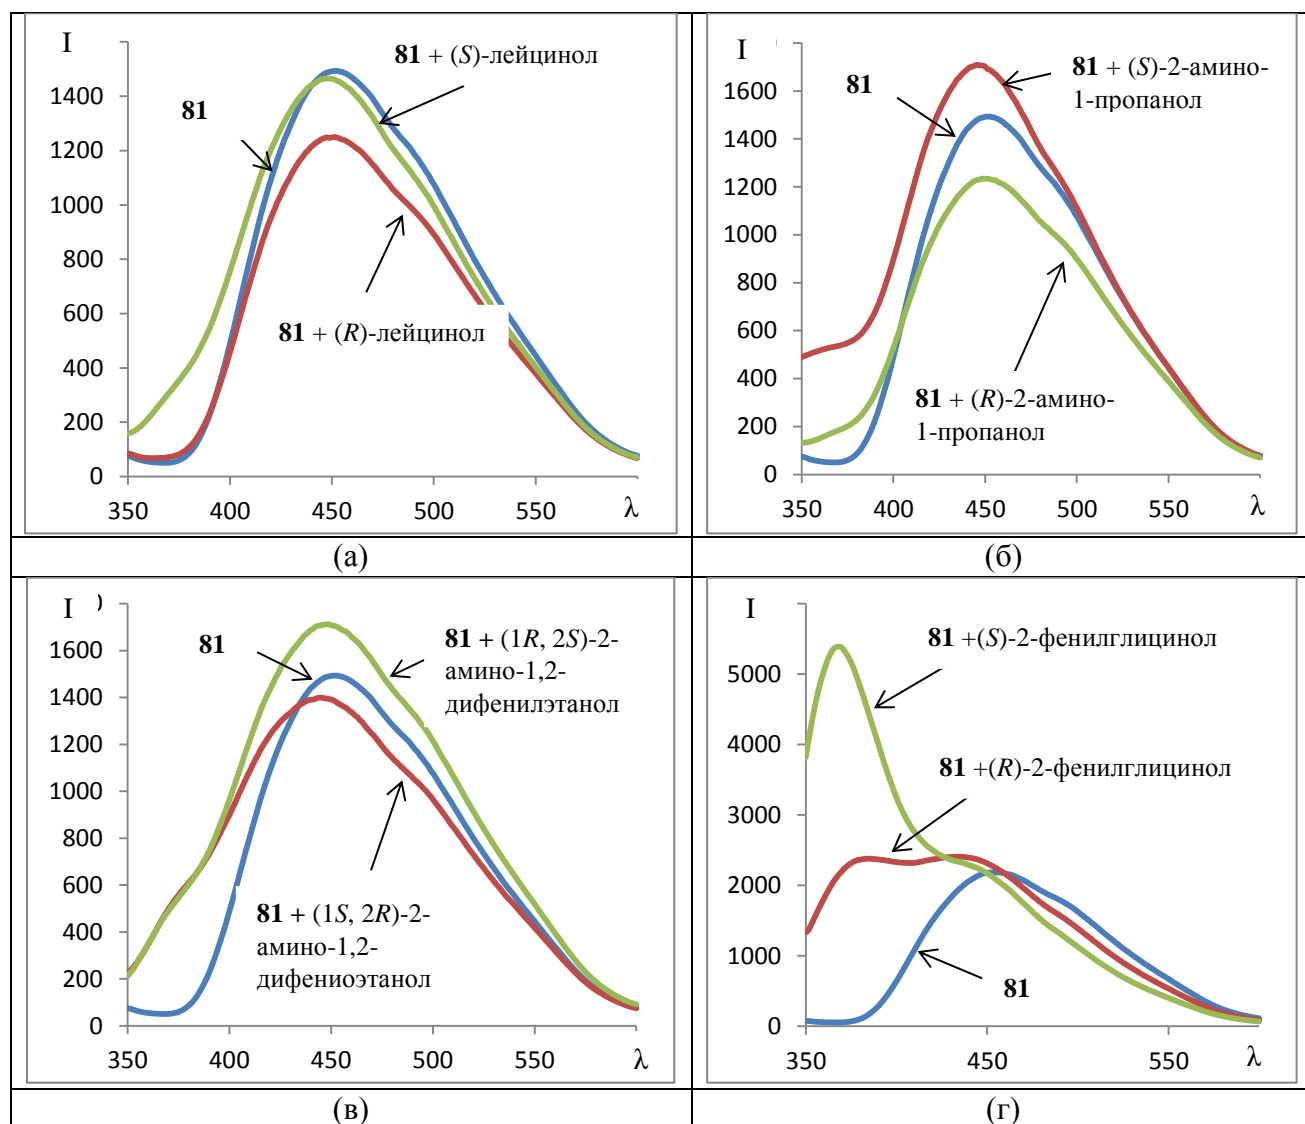 I
81 + (S)-лейцинол
81
81 + (R)-лейцинол
1400
1200
1000
800
600
400
200
0
350
400
450
500
550
λ
(а)
I
81 + (S)-2-амино-
1-пропанол
81
81 + (R)-2-амино-
1-пропанол
1600
1400
1200
1000
800
600
400
200
0
350
400
450
500
550
λ
(б)
I
81
81 + (1R, 2S)-2-
амино-1,2-
дифенилэтанол
81 + (1S, 2R)-2-
амино-1,2-
дифениоэтанол
1600
1400
1200
1000
800
600
400
200
0
350
400
450
500
550
λ
(в)
I
81 +(S)-2-фенилглицинол
81 +(R)-2-фенилглицинол
81
5000
4000
3000
2000
1000
0
350
450
550
λ
(г)